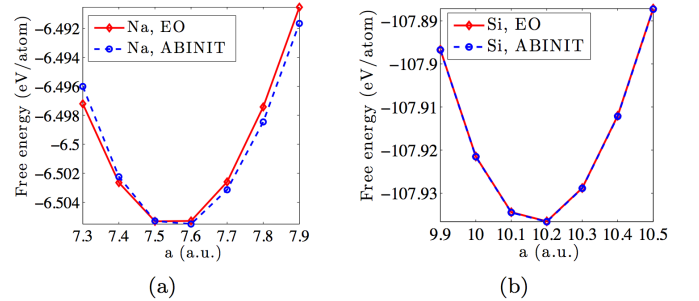 Na, EO
Na, ABINIT
−6.492
−6.494
−6.496
−6.498
−6.5
−6.502
−6.504
Free energy (eV/atom)
7.3 7.4 7.5 7.6 7.7 7.8 7.9
a (a.u.)
(a)
Si, EO
Si, ABINIT
−107.89
−107.9
−107.91
−107.92
−107.93
Free energy (eV/atom)
9.9 10 10.1 10.2 10.3 10.4 10.5
a (a.u.)
(b)